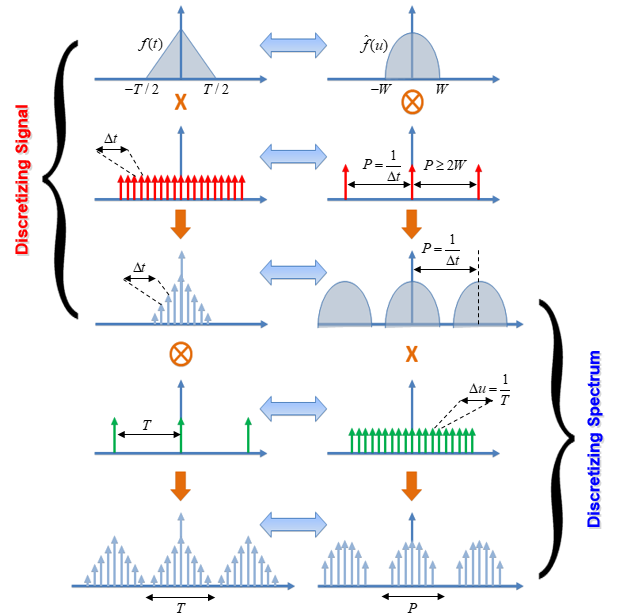 f(t)
f̂(u)
−T / 2
T / 2
−W
W
X
Discretizing Signal
Δt
P = 1/Δt
P ≥ 2W
Δt
P = 1/Δt
X
T
Δu = 1/T
Discretizing Spectrum
T
P